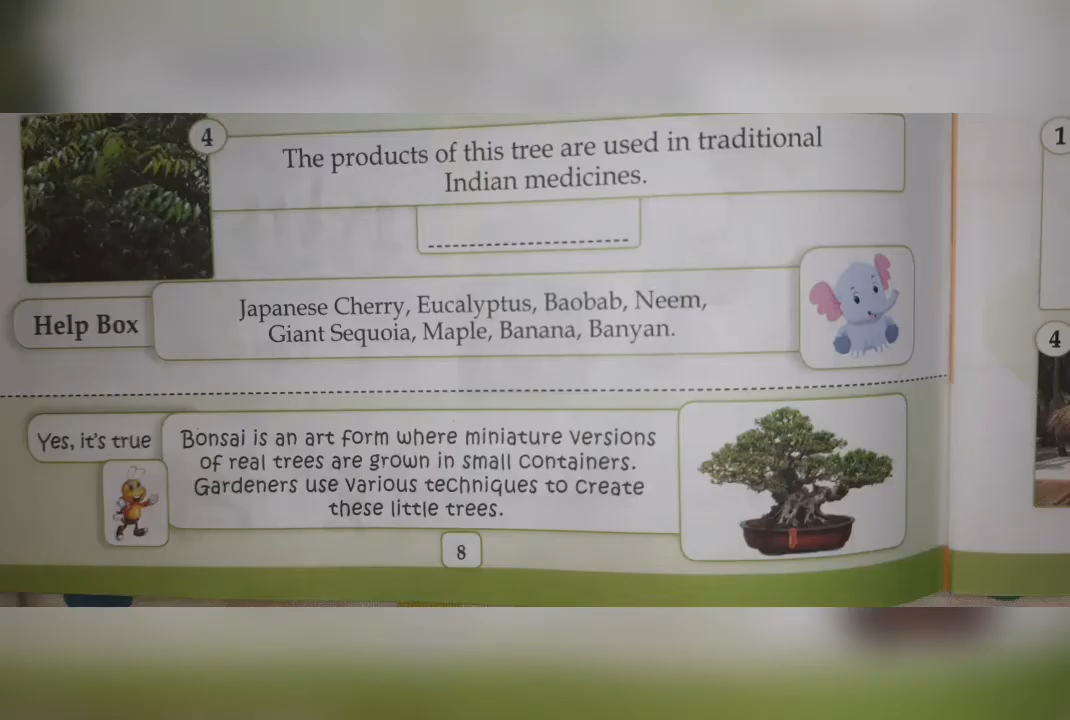 4
The products of this tree are used in traditional
Indian medicines.
Help Box
Japanese Cherry, Eucalyptus, Baobab, Neem,
Giant Sequoia, Maple, Banana, Banyan.
Yes, it's true
Bonsai is an art form where miniature versions
of real trees are grown in small containers.
Gardeners use various techniques to create
these little trees.
8
1
4